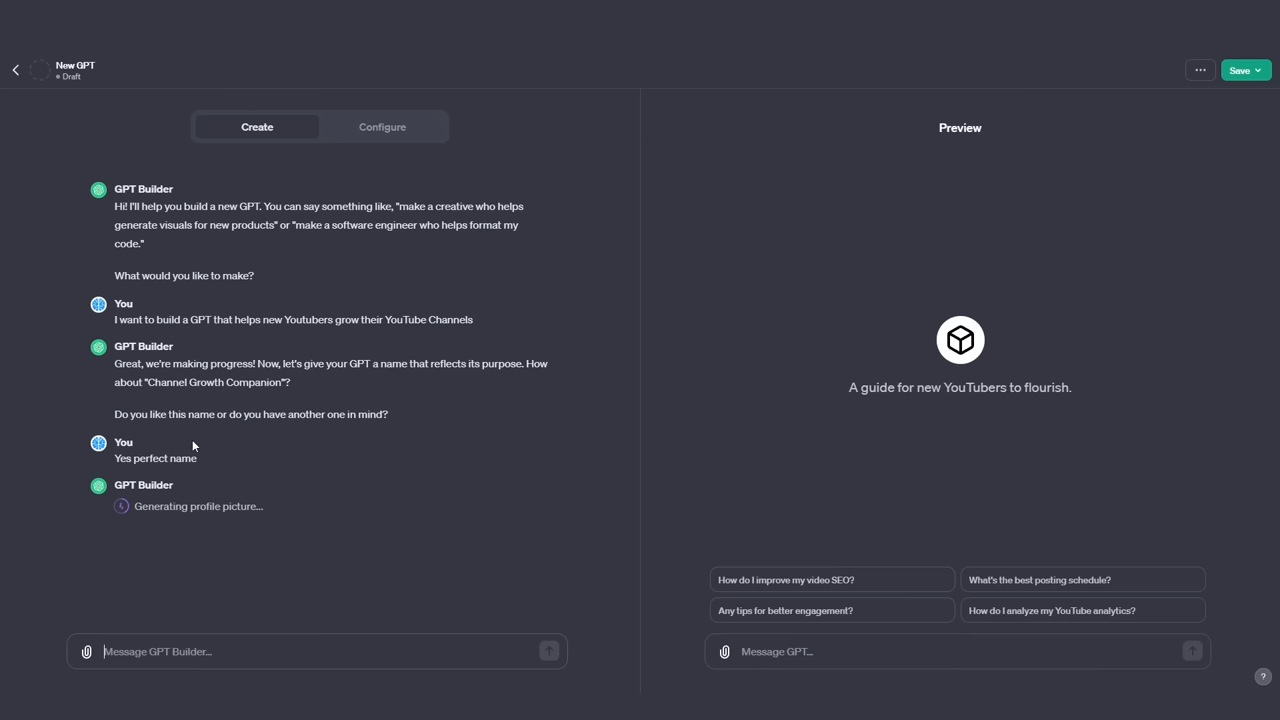 New GPT
Draft
Save
Create
Configure
Preview
GPT Builder
Hi! I'll help you build a new GPT. You can say something like, "make a creative who helps
generate visuals for new products" or "make a software engineer who helps format my
code."
What would you like to make?
You
I want to build a GPT that helps new Youtubers grow their YouTube Channels
GPT Builder
Great, we're making progress! Now, let's give your GPT a name that reflects its purpose. How
about "Channel Growth Companion"?
Do you like this name or do you have another one in mind?
You
Yes perfect name
GPT Builder
Generating profile picture...
Message GPT Builder...
A guide for new YouTubers to flourish.
How do I improve my video SEO?
What's the best posting schedule?
Any tips for better engagement?
How do I analyze my YouTube analytics?
Message GPT...
?